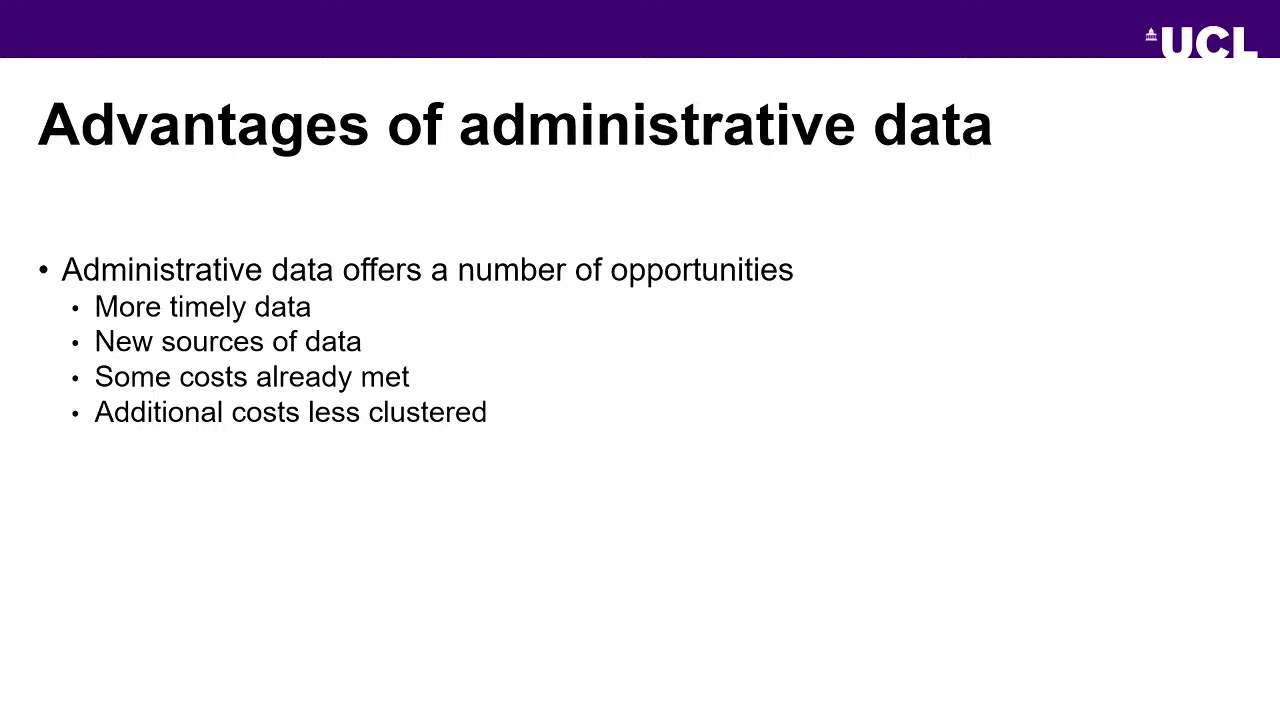 UCL
Advantages of administrative data
• Administrative data offers a number of opportunities
• More timely data
• New sources of data
• Some costs already met
• Additional costs less clustered